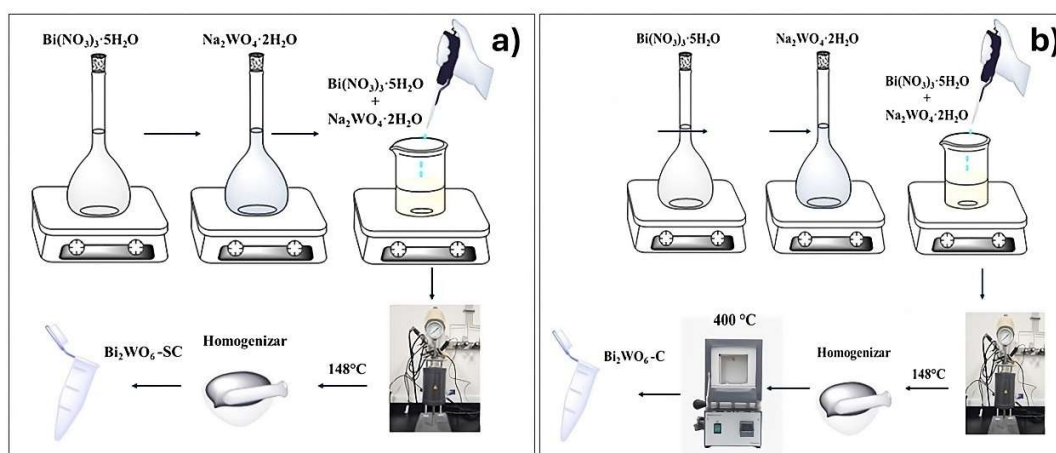 a)
Bi(NO₃)₃·5H₂O
Na₂WO₄·2H₂O
Bi(NO₃)₃·5H₂O
+
Na₂WO₄·2H₂O
148°C
Homogenizar
Bi₂WO₆-SC
b)
Bi(NO₃)₃·5H₂O
Na₂WO₄·2H₂O
Bi(NO₃)₃·5H₂O
+
Na₂WO₄·2H₂O
148°C
Homogenizar
400 °C
Bi₂WO₆-C